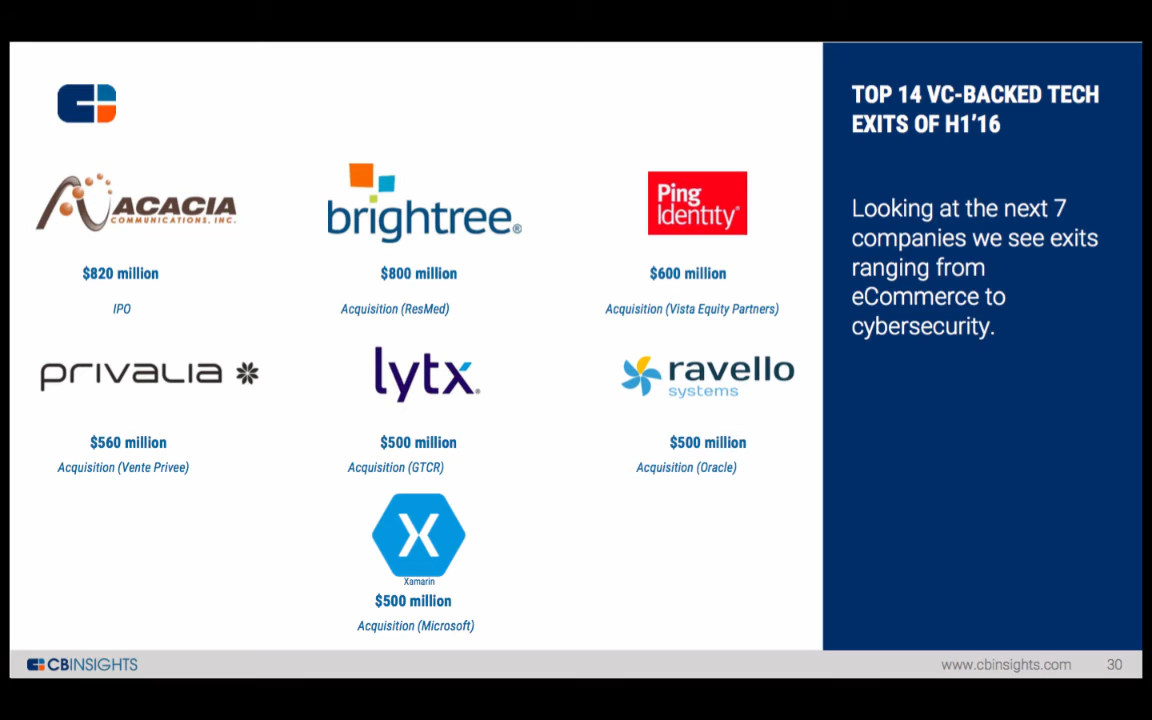 TOP 14 VC-BACKED TECH
EXITS OF H1'16
Looking at the next 7
companies we see exits
ranging from
eCommerce to
cybersecurity.
ACACIA
COMMUNICATIONS, INC.
$820 million
IPO
brightree®
$800 million
Acquisition (ResMed)
Ping
Identity®
$600 million
Acquisition (Vista Equity Partners)
PRIVALIA
$560 million
Acquisition (Vente Privee)
lytx®
$500 million
Acquisition (GTCR)
ravello
systems
$500 million
Acquisition (Oracle)
X
Xamarin
$500 million
Acquisition (Microsoft)
CBINSIGHTS
www.cbinsights.com
30